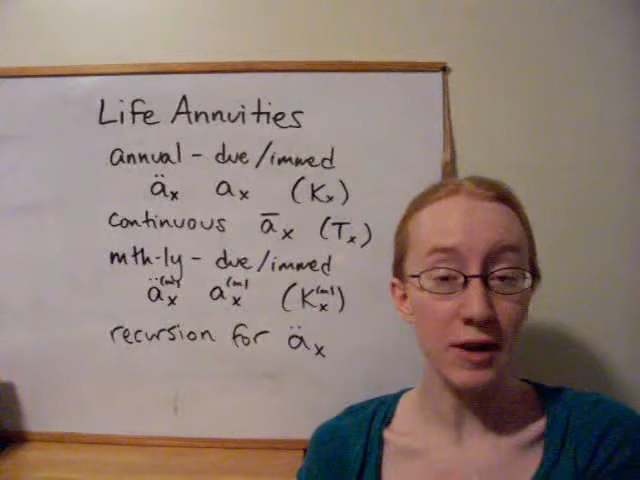 Life Annuities
annual - due/immed
äₓ aₓ (Kₓ)
continuous āₓ (Tₓ)
mth-ly - due/immed
äₓ⁽ᵐ⁾ aₓ⁽ᵐ⁾ (Kₓ⁽ᵐ⁾)
recursion for äₓ